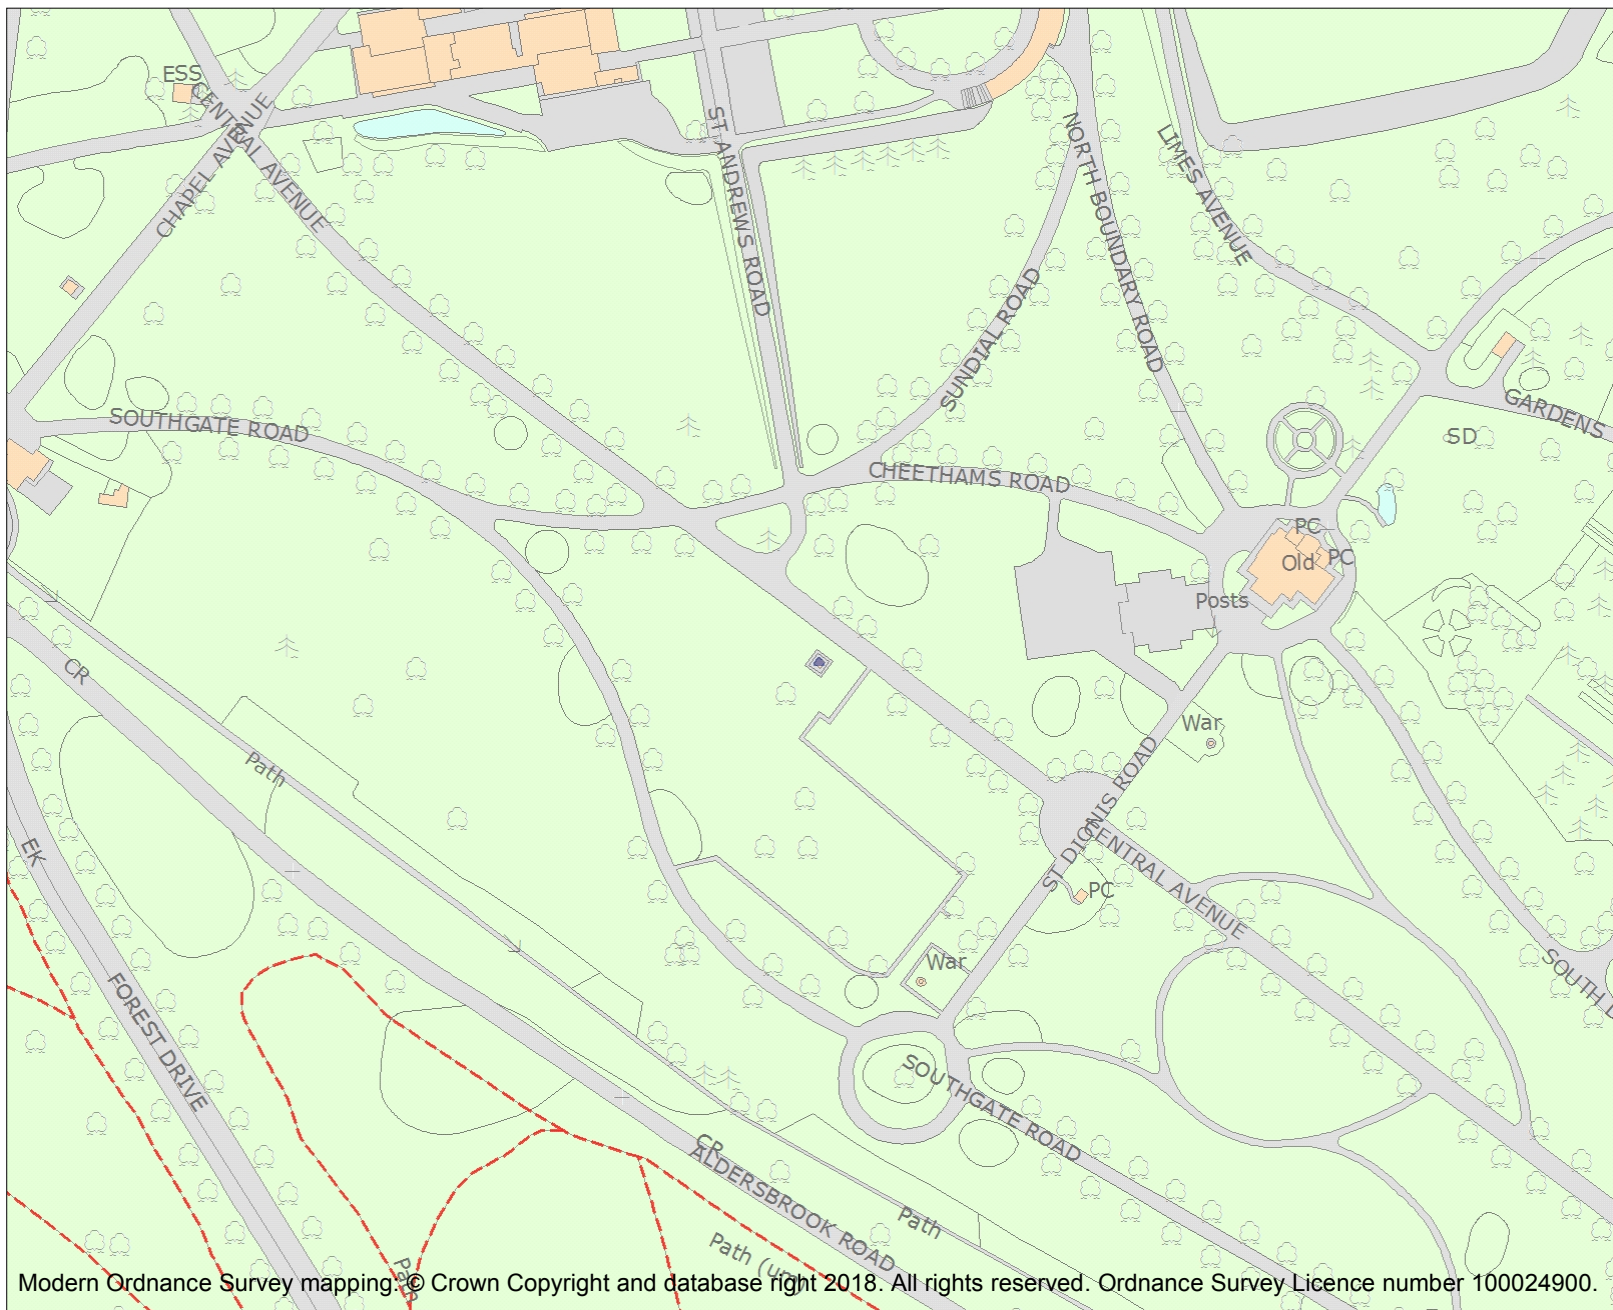 ESS
CENTRAL AVENUE
CHAPEL AVENUE
ST ANDREWS ROAD
NORTH BOUNDARY ROAD
LIMES AVENUE
SUNDIAL ROAD
SOUTHGATE ROAD
CHEETHAMS ROAD
GARDENS
SD
PC
Old
PC
Posts
CR
War
Path
ST DIONIS ROAD
CENTRAL AVENUE
EK
PC
War
SOUTH
FOREST DRIVE
SOUTHGATE ROAD
CR
ALDERSBROOK ROAD
Path
Path (um)
Path
Modern Ordnance Survey mapping: © Crown Copyright and database right 2018. All rights reserved. Ordnance Survey Licence number 100024900.